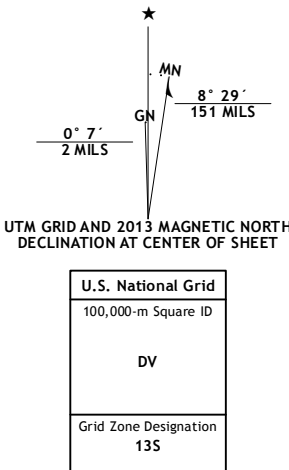 ★
MN
GN
8° 29´
151 MILS
0° 7´
2 MILS
UTM GRID AND 2013 MAGNETIC NORTH
DECLINATION AT CENTER OF SHEET
U.S. National Grid
100,000-m Square ID
DV
Grid Zone Designation
13S